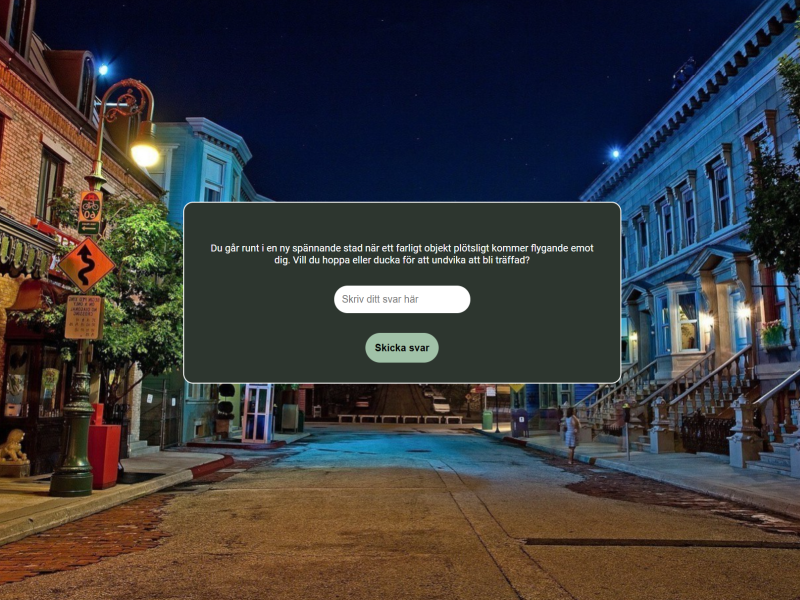 Du går runt i en ny spännande stad när ett farligt objekt plötsligt kommer flygande emot
dig. Vill du hoppa eller ducka för att undvika att bli träffad?
Skriv ditt svar här
Skicka svar